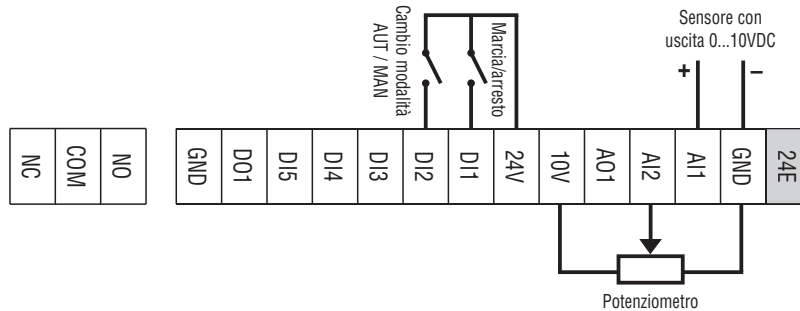 Cambio modalità
AUT / MAN
Marcia/arresto
Sensore con
uscita 0...10VDC
+
–
NC
COM
NO
GND
DO1
DI5
DI4
DI3
DI2
DI1
24V
10V
AO1
AI2
AI1
GND
24E
Potenziometro